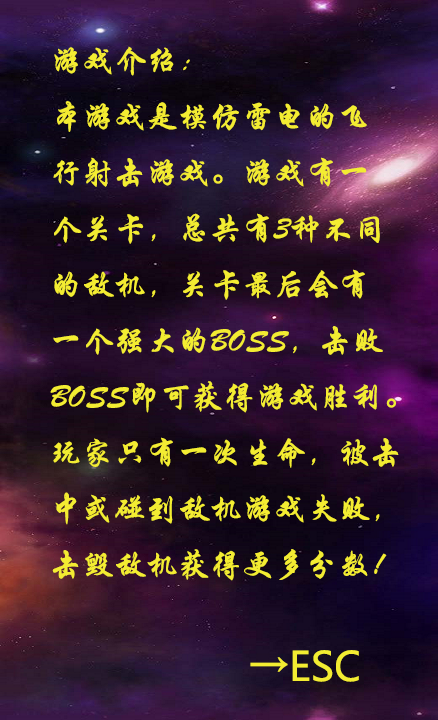 游戏介绍：
本游戏是模仿雷电的飞
行射击游戏。游戏有一
个关卡，总共有3种不同
的敌机，关卡最后会有
一个强大的BOSS，击败
BOSS即可获得游戏胜利。
玩家只有一次生命，被击
中或碰到敌机游戏失败，
击毁敌机获得更多分数！
→ESC